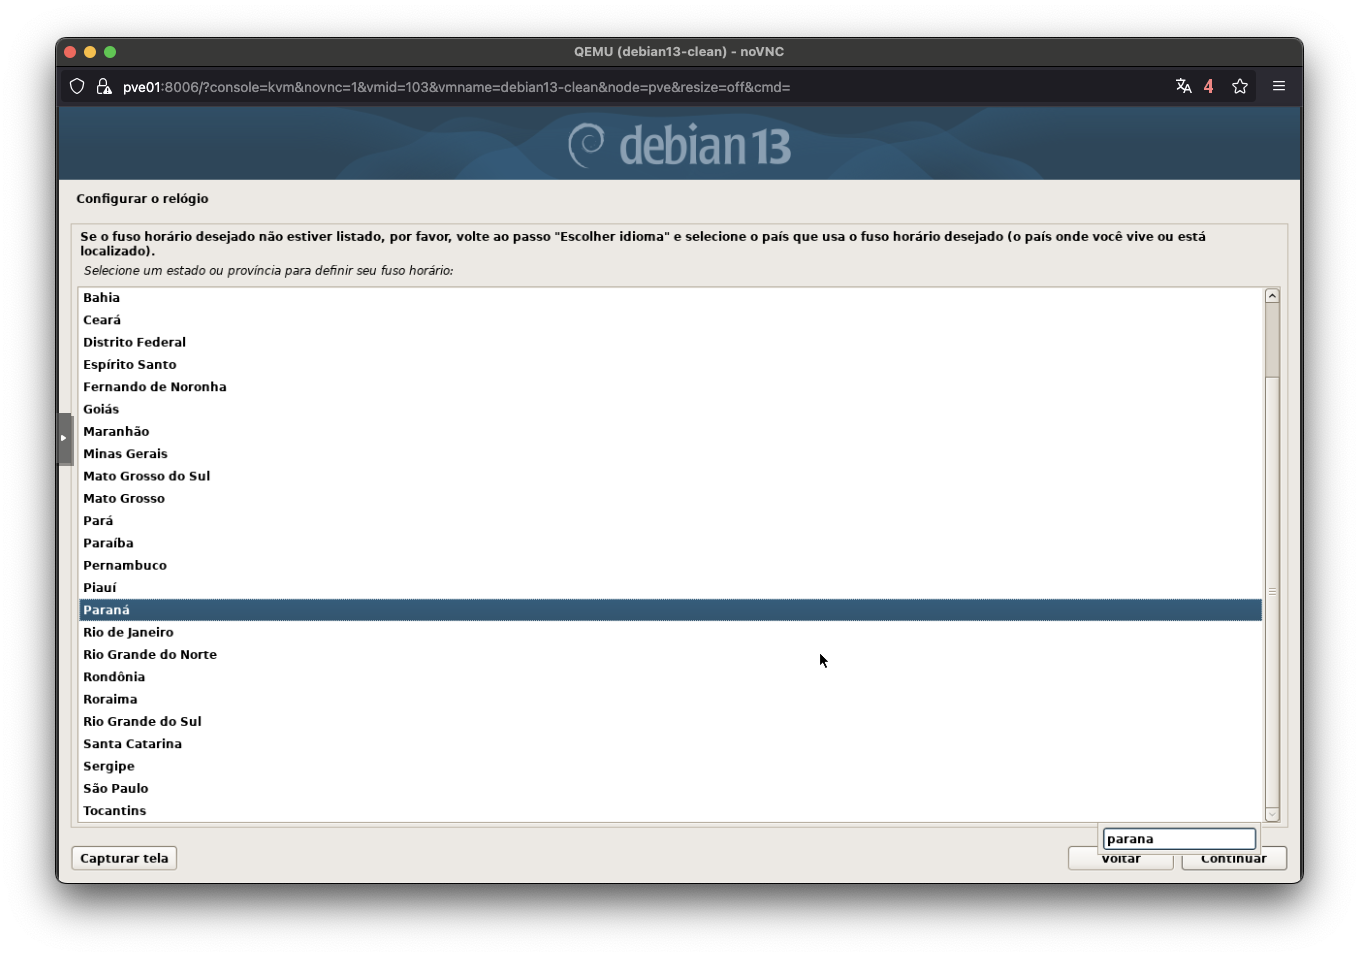 QEMU (debian13-clean) - noVNC
pve01:8006/?console=kvm&novnc=1&vmid=103&vmname=debian13-clean&node=pve&resize=off&cmd=
4
debian 13
Configurar o relógio
Se o fuso horário desejado não estiver listado, por favor, volte ao passo "Escolher idioma" e selecione o país que usa o fuso horário desejado (o país onde você vive ou está
localizado).
Selecione um estado ou província para definir seu fuso horário:
Bahia
Ceará
Distrito Federal
Espírito Santo
Fernando de Noronha
Goiás
Maranhão
Minas Gerais
Mato Grosso do Sul
Mato Grosso
Pará
Paraíba
Pernambuco
Piauí
Paraná
Rio de Janeiro
Rio Grande do Norte
Rondônia
Roraima
Rio Grande do Sul
Santa Catarina
Sergipe
São Paulo
Tocantins
parana
Capturar tela
Voltar
Continuar